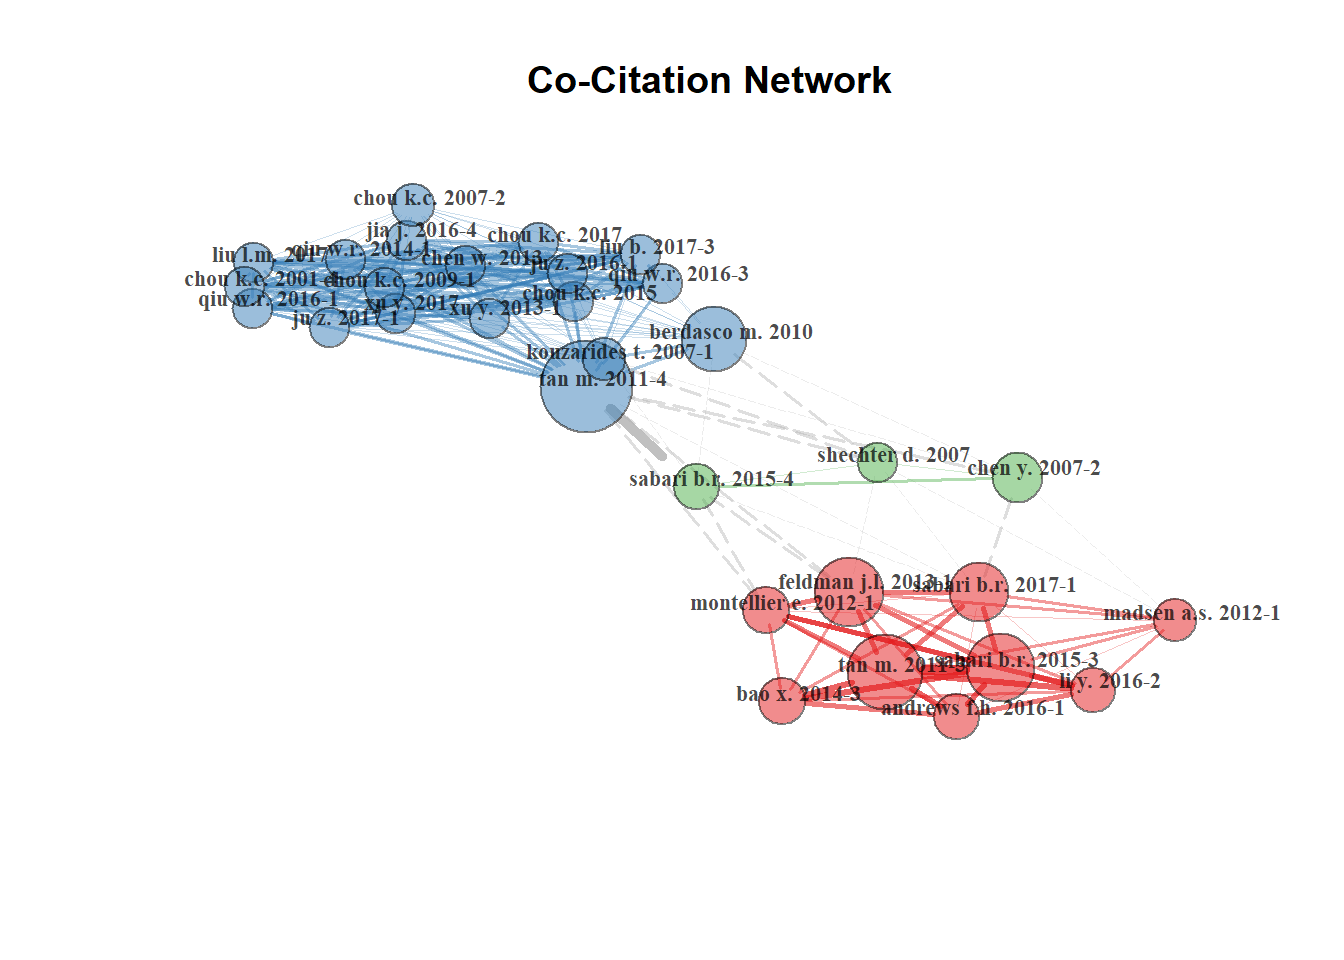 Co-Citation Network
chou k.c. 2007-2
jia j. 2016-4
chou k.c. 2017
qiu w.r. 2014-1
liu b. 2017-3
liu l.m. 2017
chen w. 2013
ju z. 2016-1
qiu w.r. 2016-3
chou k.c. 2001
chou k.c. 2009-1
chou k.c. 2015
qiu w.r. 2016-1
xu y. 2017
xu y. 2013-1
ju z. 2017-1
berdasco m. 2010
kouzarides t. 2007-1
tan m. 2011-4
shechter d. 2007
chen y. 2007-2
sabari b.r. 2015-4
feldman j.l. 2013-1
sabari b.r. 2017-1
montellier e. 2012-1
madsen a.s. 2012-1
tan m. 2011-3
sabari b.r. 2015-3
li y. 2016-2
bao x. 2014-3
andrews f.h. 2016-1